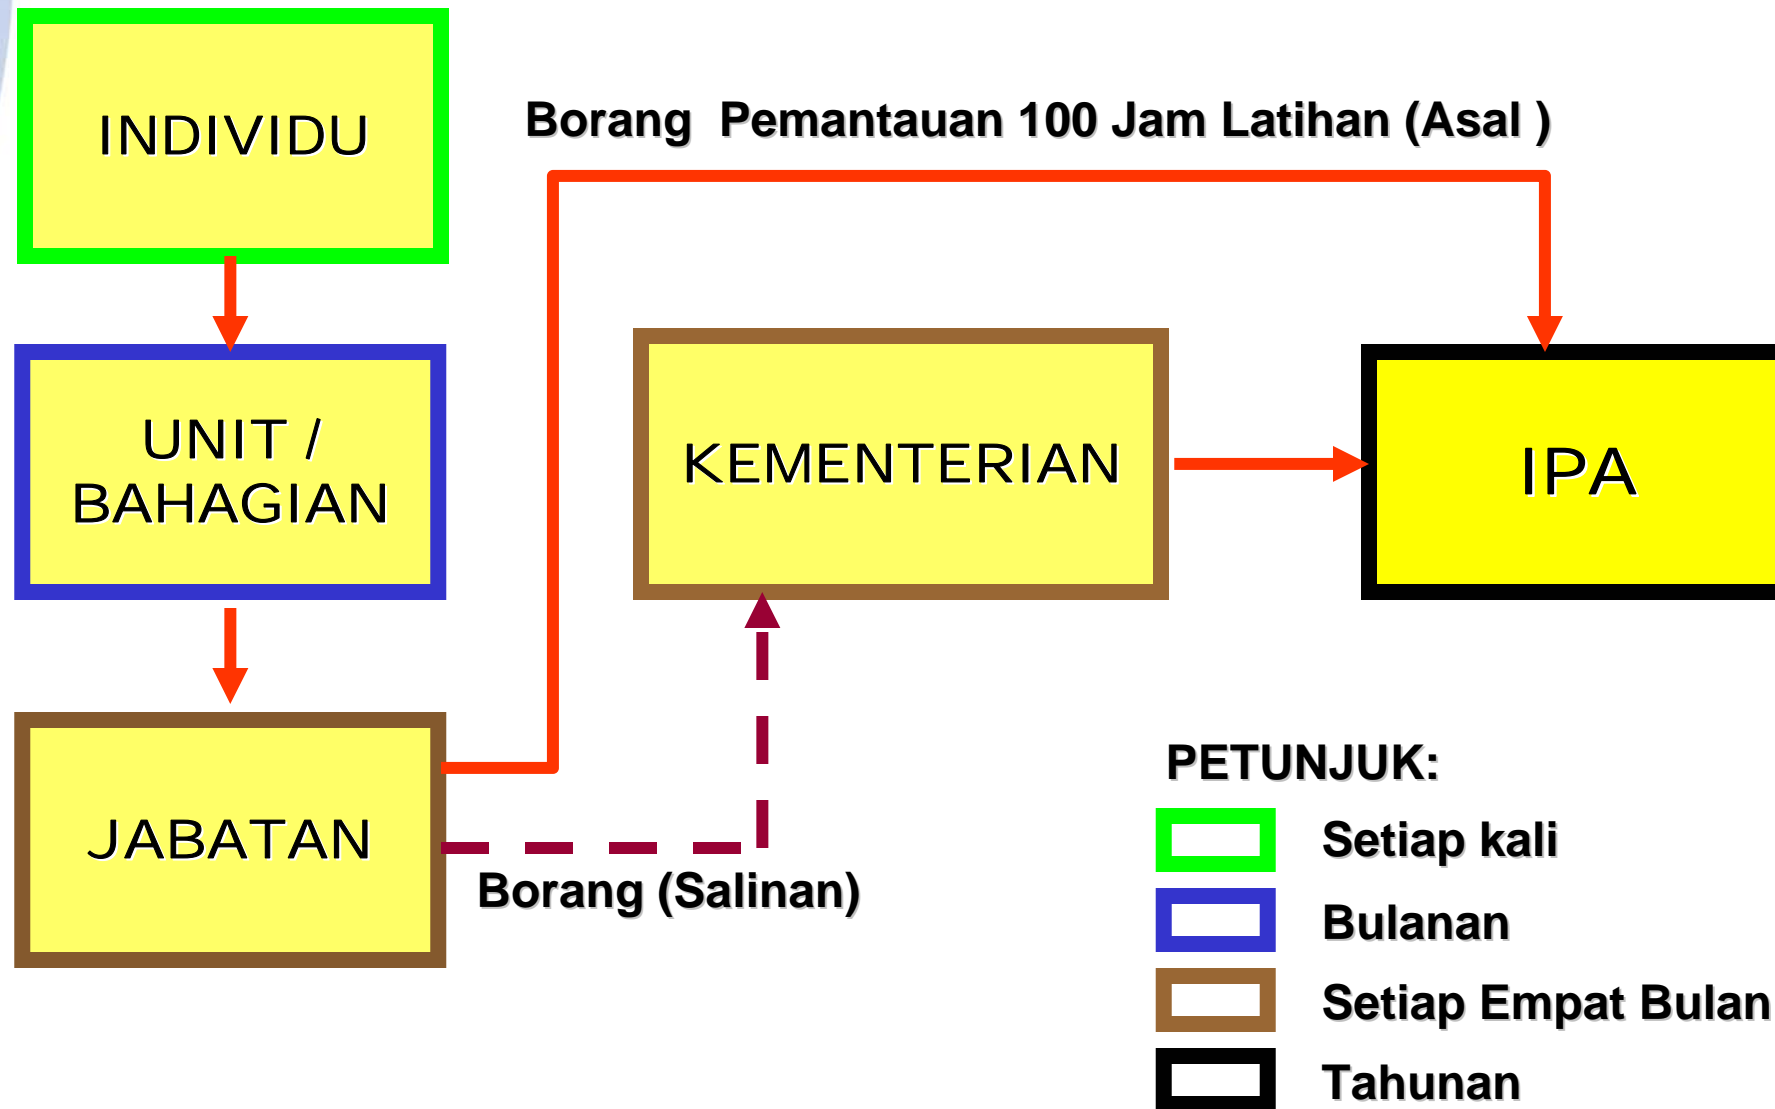 INDIVIDU
Borang Pemantauan 100 Jam Latihan (Asal )
UNIT /
BAHAGIAN
KEMENTERIAN
IPA
JABATAN
Borang (Salinan)
PETUNJUK:
Setiap kali
Bulanan
Setiap Empat Bulan
Tahunan